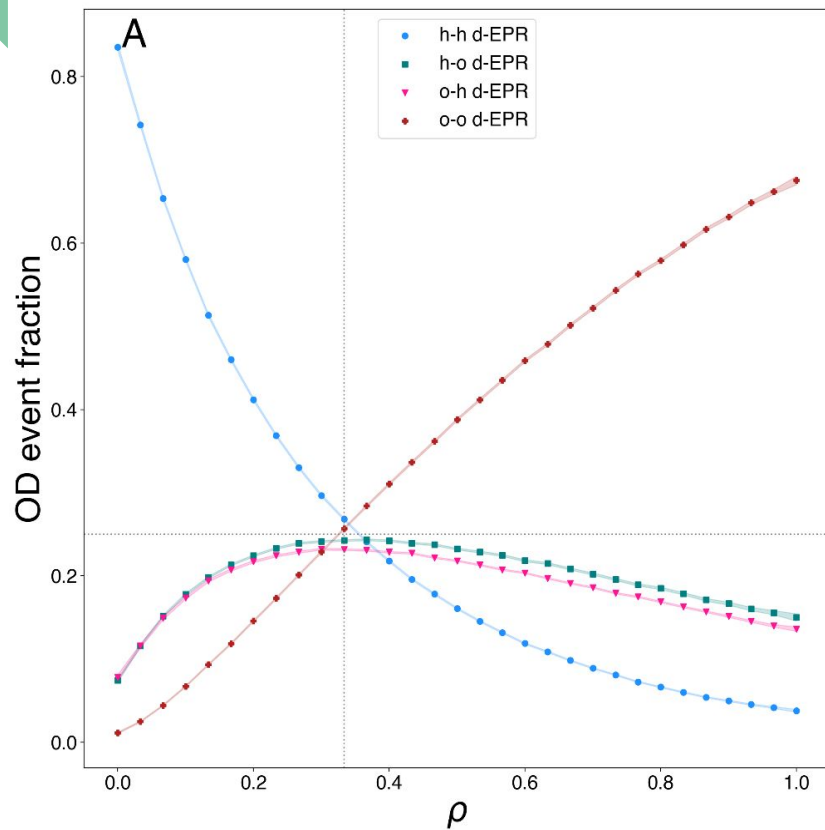 A
h-h d-EPR
h-o d-EPR
o-h d-EPR
o-o d-EPR
OD event fraction
0.8
0.6
0.4
0.2
0.0
0.0 0.2 0.4 0.6 0.8 1.0
ρ